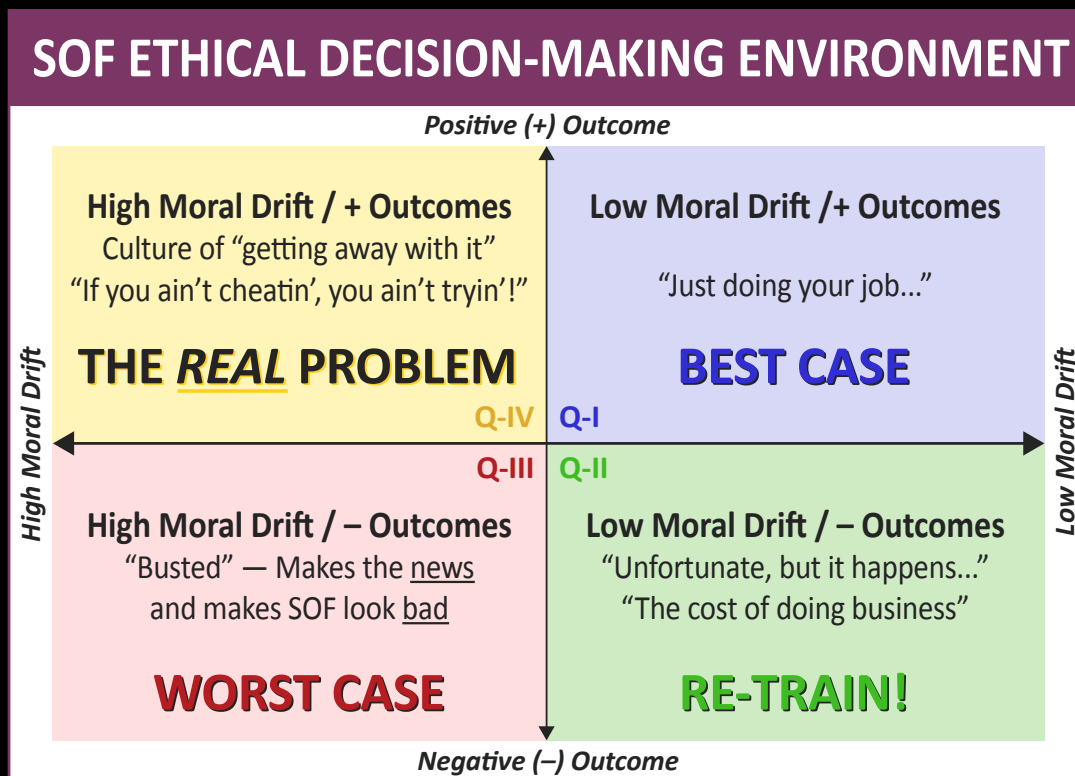 SOF ETHICAL DECISION-MAKING ENVIRONMENT
Positive (+) Outcome
High Moral Drift / + Outcomes
Culture of “getting away with it”
“If you ain’t cheatin’, you ain’t tryin’!”
THE REAL PROBLEM
Q-IV
Low Moral Drift /+ Outcomes
“Just doing your job...”
BEST CASE
Q-I
High Moral Drift
Low Moral Drift
Q-III
High Moral Drift / – Outcomes
“Busted” — Makes the news
and makes SOF look bad
WORST CASE
Q-II
Low Moral Drift / – Outcomes
“Unfortunate, but it happens...”
“The cost of doing business”
RE-TRAIN!
Negative (–) Outcome